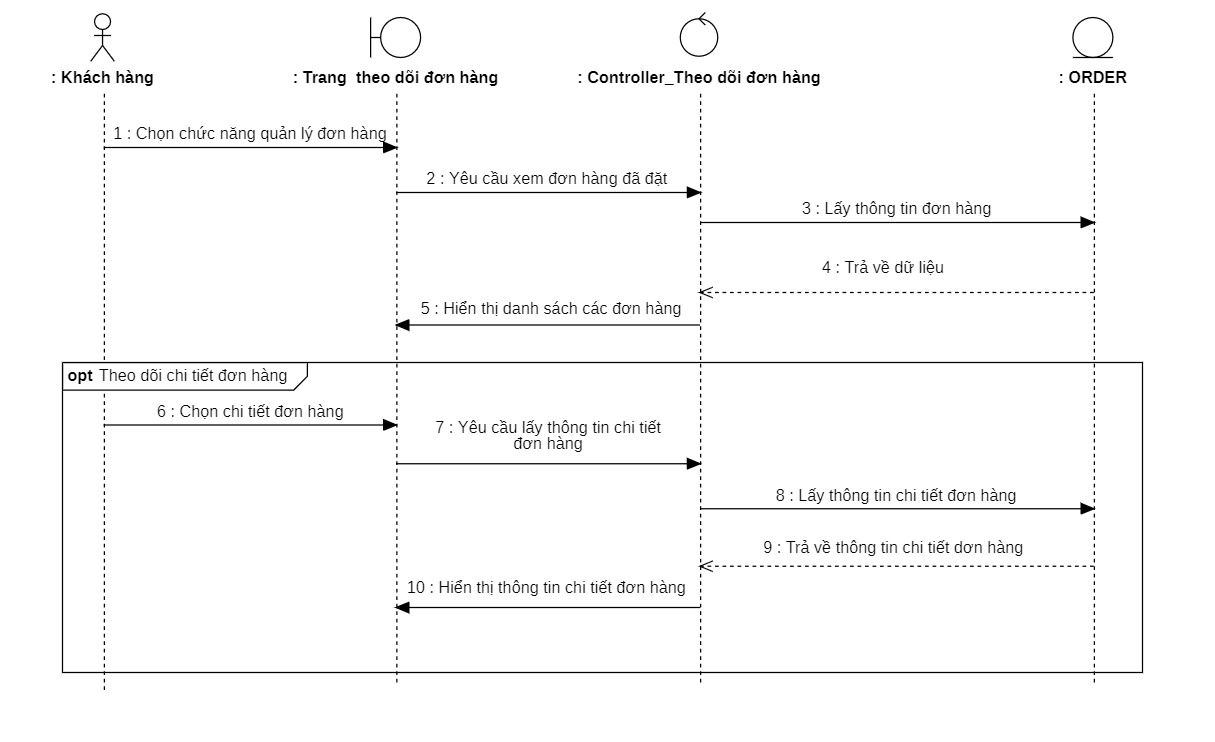 : Khách hàng
: Trang theo dõi đơn hàng
: Controller_Theo dõi đơn hàng
: ORDER
1 : Chọn chức năng quản lý đơn hàng
2 : Yêu cầu xem đơn hàng đã đặt
3 : Lấy thông tin đơn hàng
4 : Trả về dữ liệu
5 : Hiển thị danh sách các đơn hàng
opt Theo dõi chi tiết đơn hàng
6 : Chọn chi tiết đơn hàng
7 : Yêu cầu lấy thông tin chi tiết
đơn hàng
8 : Lấy thông tin chi tiết đơn hàng
9 : Trả về thông tin chi tiết dơn hàng
10 : Hiển thị thông tin chi tiết đơn hàng